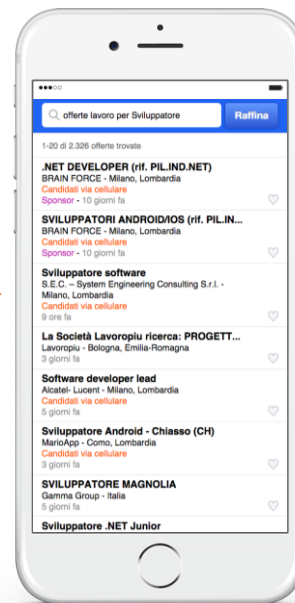 offerte lavoro per Sviluppatore
Raffina
1-20 di 2.326 offerte trovate
.NET DEVELOPER (rif. PIL.IND.NET)
BRAIN FORCE - Milano, Lombardia
Candidati via cellulare
Sponsor - 10 giorni fa
SVILUPPATORI ANDROID/IOS (rif. PIL.IN...
BRAIN FORCE - Milano, Lombardia
Candidati via cellulare
Sponsor - 10 giorni fa
Sviluppatore software
S.E.C. – System Engineering Consulting S.r.l. -
Milano, Lombardia
Candidati via cellulare
9 ore fa
La Società Lavoropiu ricerca: PROGETT...
Lavoropiu - Bologna, Emilia-Romagna
3 giorni fa
Software developer lead
Alcatel- Lucent - Milano, Lombardia
Candidati via cellulare
5 giorni fa
Sviluppatore Android - Chiasso (CH)
MarioApp - Como, Lombardia
Candidati via cellulare
3 giorni fa
SVILUPPATORE MAGNOLIA
Gamma Group - Italia
5 giorni fa
Sviluppatore .NET Junior